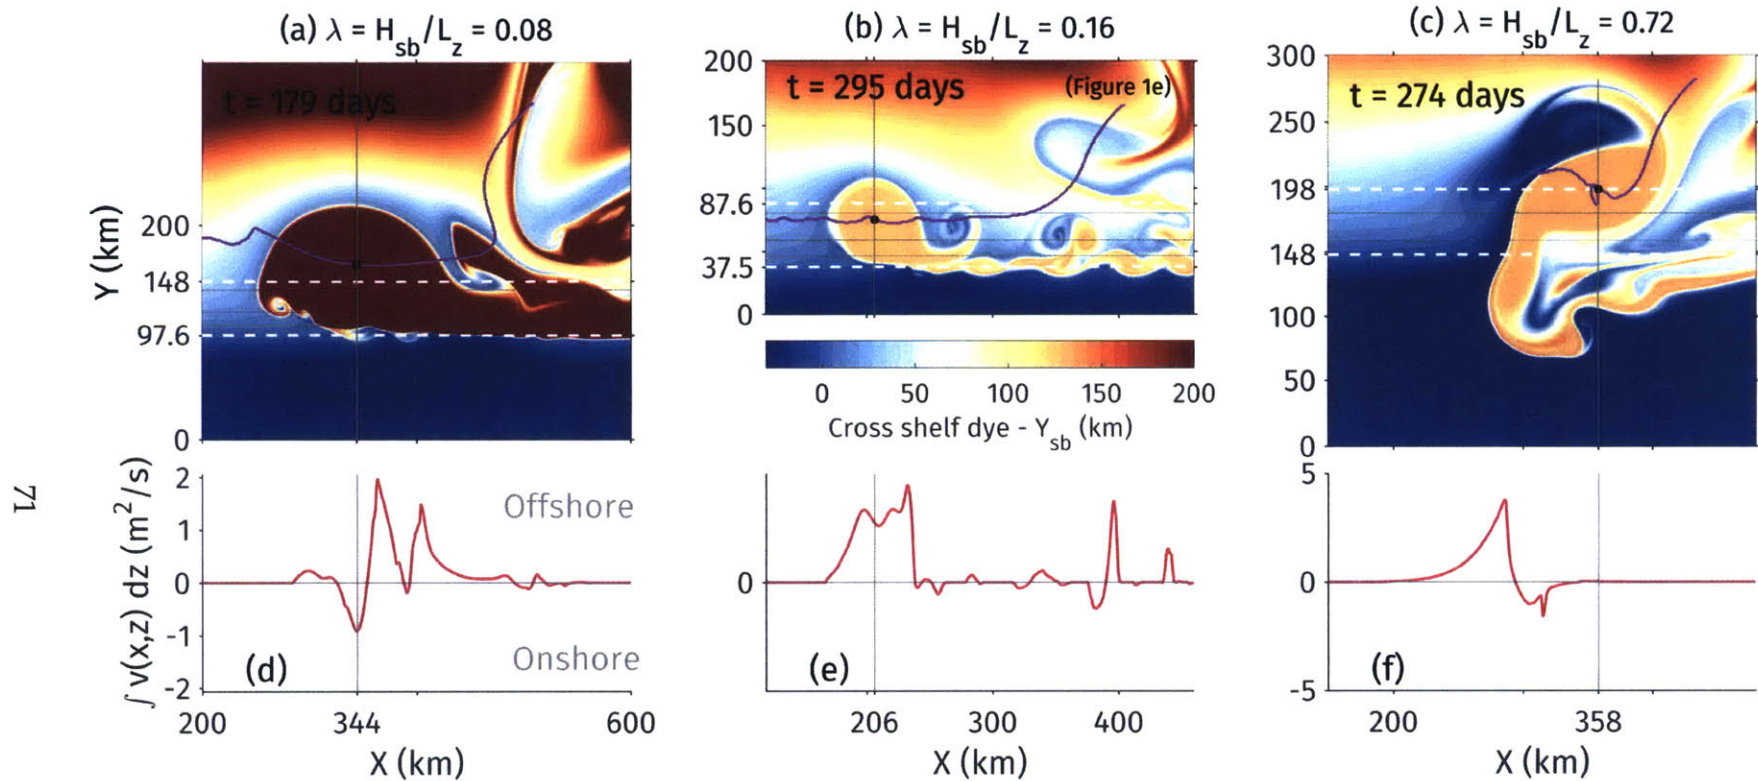 (a) λ = H_sb/L_z = 0.08
(b) λ = H_sb/L_z = 0.16
(c) λ = H_sb/L_z = 0.72
t = 179 days
t = 295 days
(Figure 1e)
t = 274 days
Y (km)
200
148
97.6
0
200
150
87.6
37.5
0
300
250
198
148
100
50
0
0 50 100 150 200
Cross shelf dye - Y_sb (km)
∫ v(x,z) dz (m²/s)
2
1
0
-1
-2
Offshore
Onshore
(d)
0
(e)
5
0
-5
(f)
200 344 600
206 300 400
200 358
X (km)
X (km)
X (km)
71